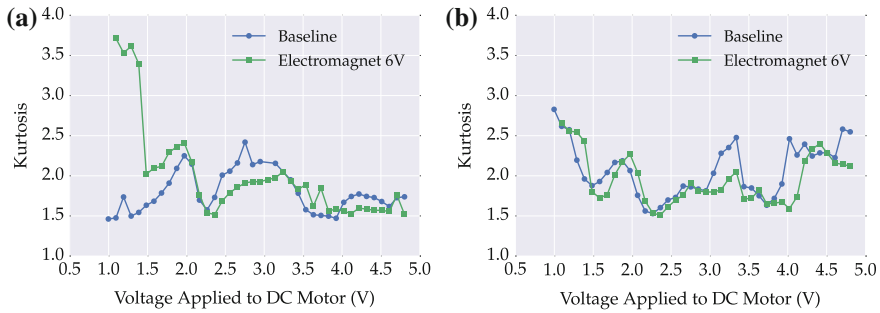 (a)
4.0
3.5
3.0
2.5
2.0
1.5
1.0
Kurtosis
Baseline
Electromagnet 6V
0.5 1.0 1.5 2.0 2.5 3.0 3.5 4.0 4.5 5.0
Voltage Applied to DC Motor (V)
(b)
4.0
3.5
3.0
2.5
2.0
1.5
1.0
Kurtosis
Baseline
Electromagnet 6V
0.5 1.0 1.5 2.0 2.5 3.0 3.5 4.0 4.5 5.0
Voltage Applied to DC Motor (V)